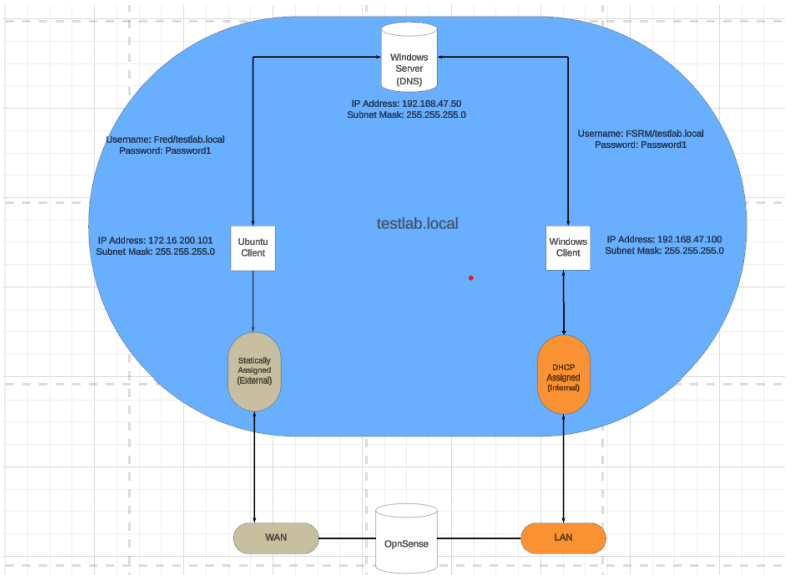 Windows
Server
(DNS)
IP Address: 192.168.47.50
Subnet Mask: 255.255.255.0
Username: Fred/testlab.local
Password: Password1
Username: FSRM/testlab.local
Password: Password1
testlab.local
IP Address: 172.16.200.101
Subnet Mask: 255.255.255.0
Ubuntu
Client
Windows
Client
IP Address: 192.168.47.100
Subnet Mask: 255.255.255.0
Statically
Assigned
(External)
DHCP
Assigned
(Internal)
WAN
OpnSense
LAN